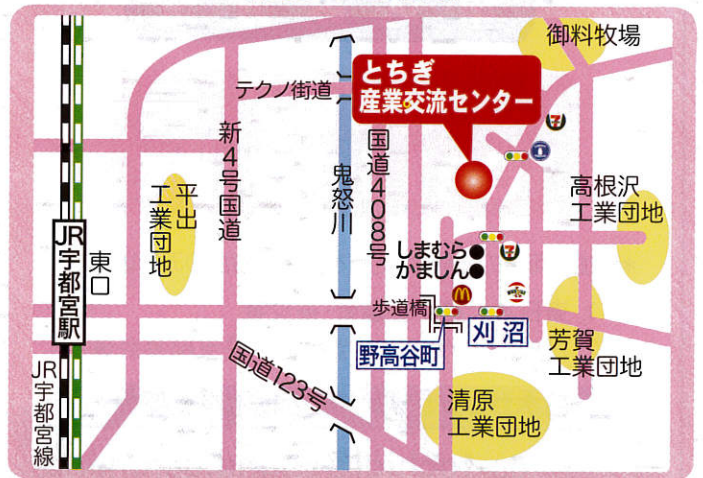 御料牧場
とちぎ
産業交流センター
テクノ街道
新4号国道
鬼怒川
国道408号
7
平出
工業団地
高根沢
工業団地
JR宇都宮駅
東口
しまむら
かましん
7
歩道橋
野高谷町
刈沼
芳賀
工業団地
国道123号
JR宇都宮線
清原
工業団地